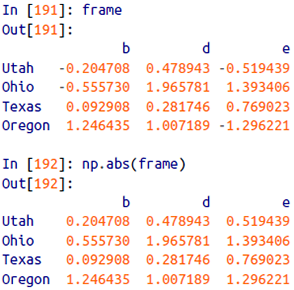 In [191]: frame
Out[191]:
               b         d         e
Utah   -0.204708  0.478943 -0.519439
Ohio   -0.555730  1.965781  1.393406
Texas   0.092908  0.281746  0.769023
Oregon  1.246435  1.007189 -1.296221
In [192]: np.abs(frame)
Out[192]:
               b         d         e
Utah    0.204708  0.478943  0.519439
Ohio    0.555730  1.965781  1.393406
Texas   0.092908  0.281746  0.769023
Oregon  1.246435  1.007189  1.296221